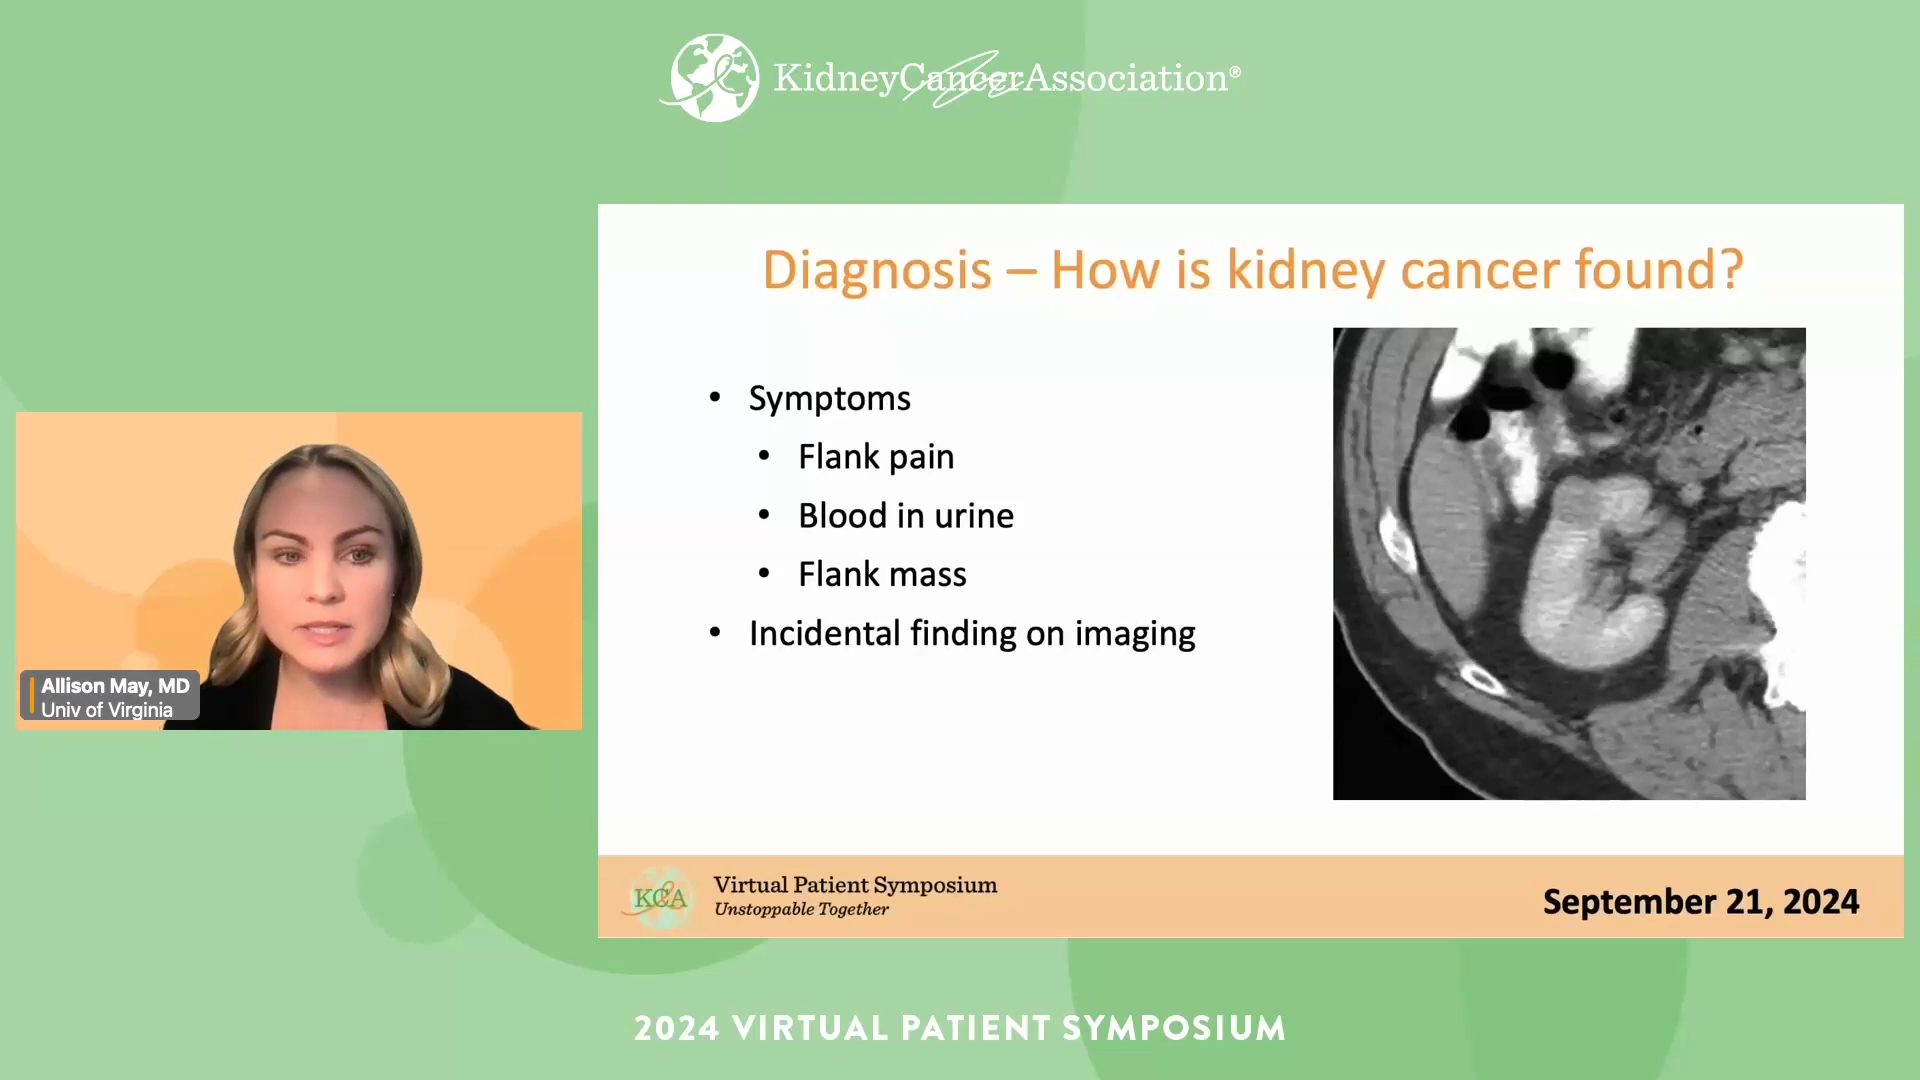 KidneyCancerAssociation®
Diagnosis – How is kidney cancer found?
• Symptoms
• Flank pain
• Blood in urine
• Flank mass
• Incidental finding on imaging
Allison May, MD
Univ of Virginia
KCA
Virtual Patient Symposium
Unstoppable Together
September 21, 2024
2024 VIRTUAL PATIENT SYMPOSIUM